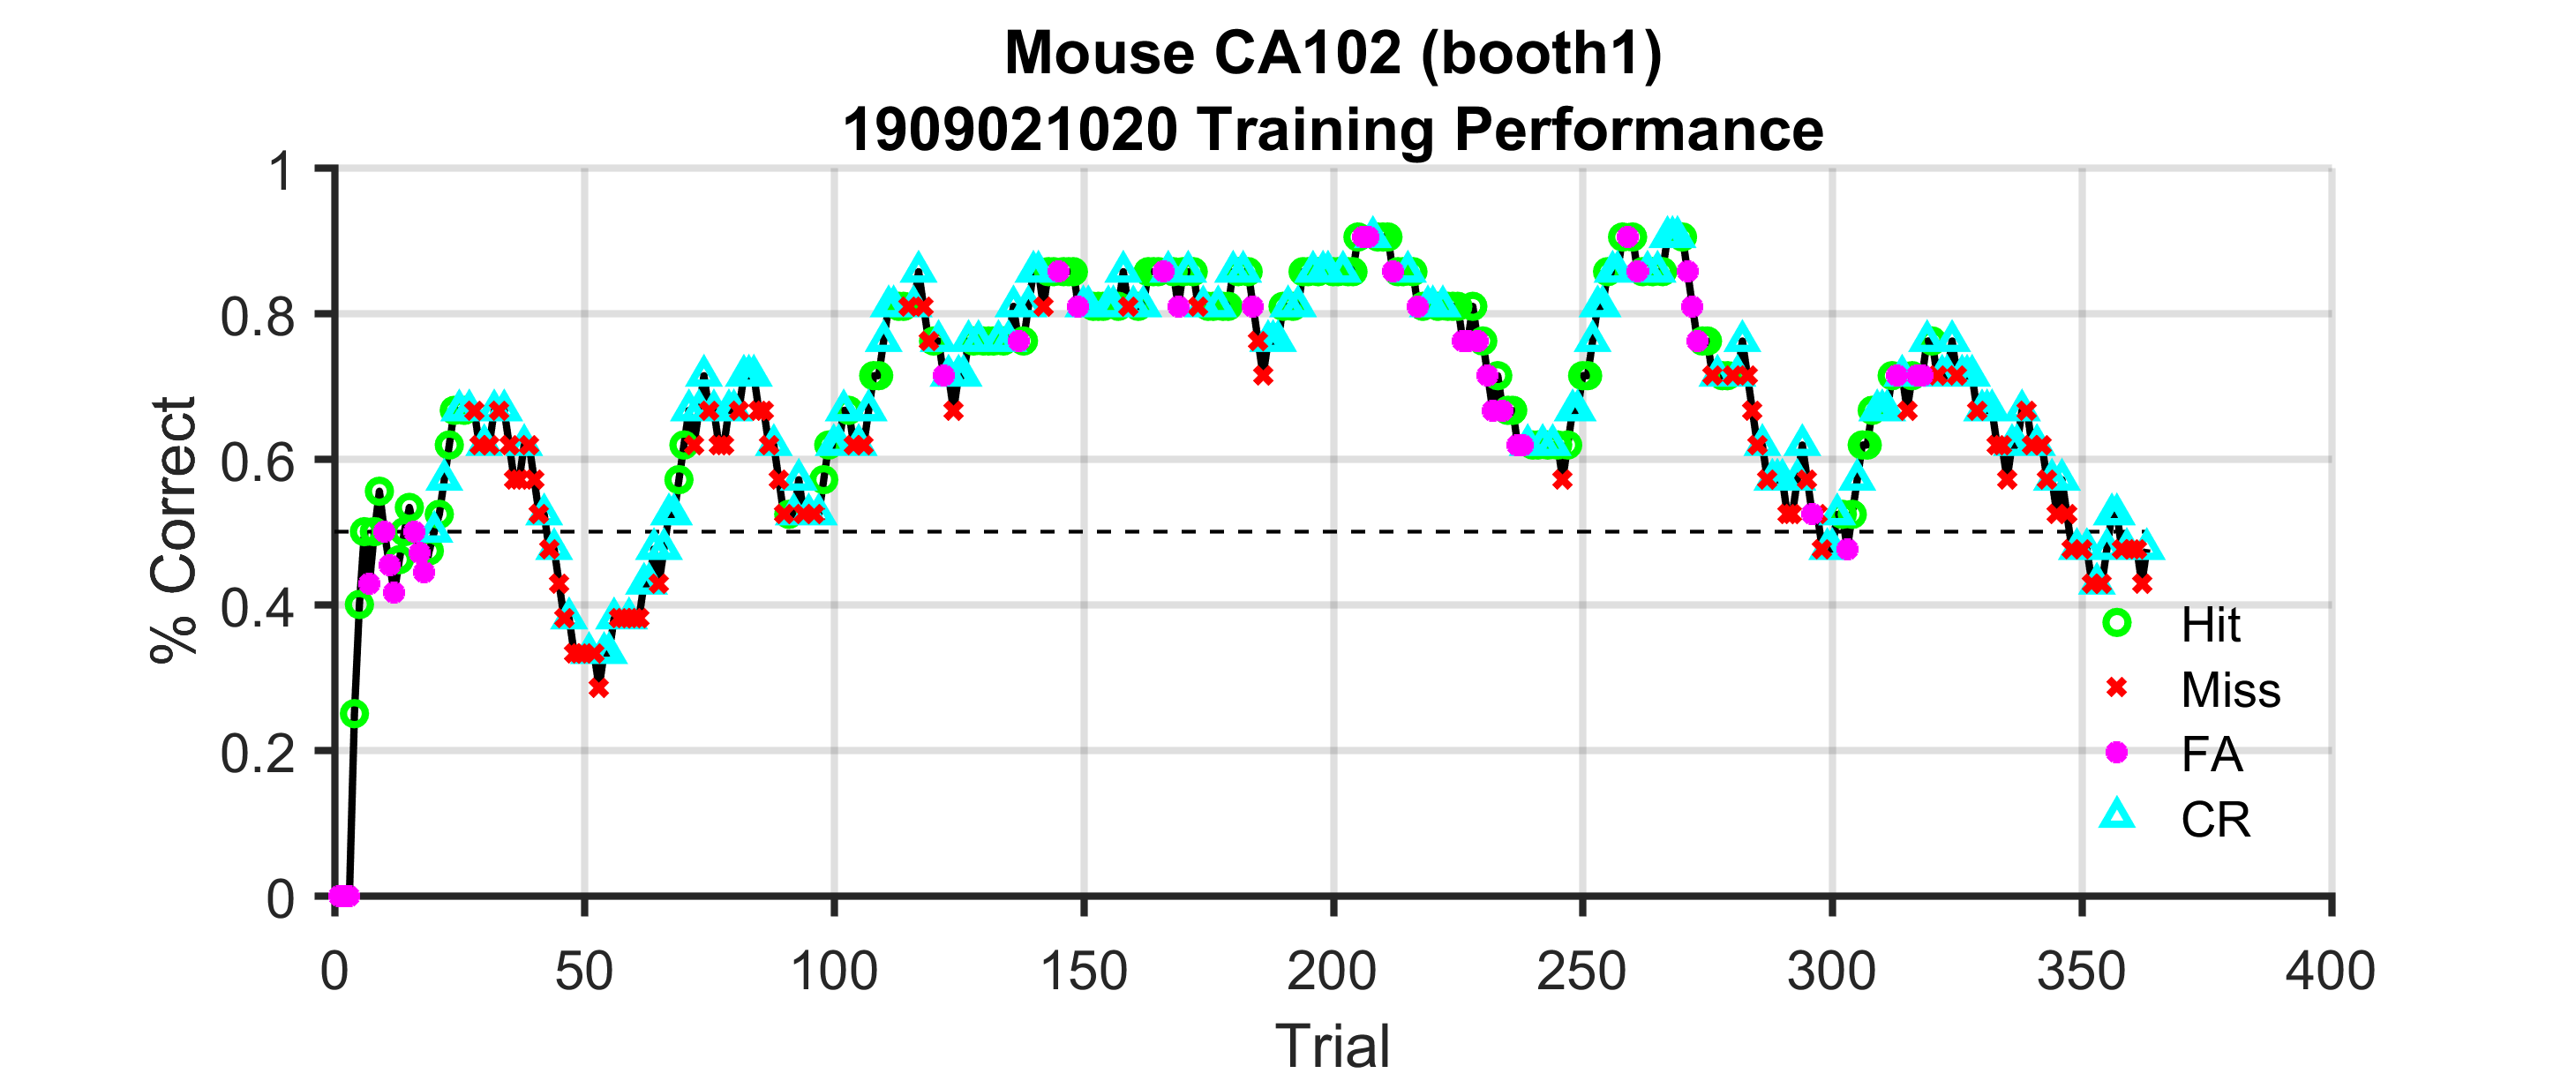 Mouse CA102 (booth1)
1909021020 Training Performance
% Correct
1
0.8
0.6
0.4
0.2
0
0 50 100 150 200 250 300 350 400
Trial
Hit
Miss
FA
CR